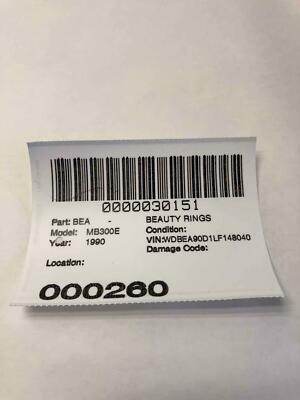 0000030151
Part: BEA - BEAUTY RINGS
Model: MB300E Condition:
Year: 1990 VIN:WDBEA90D1LF148040
Damage Code:
Location:
000260